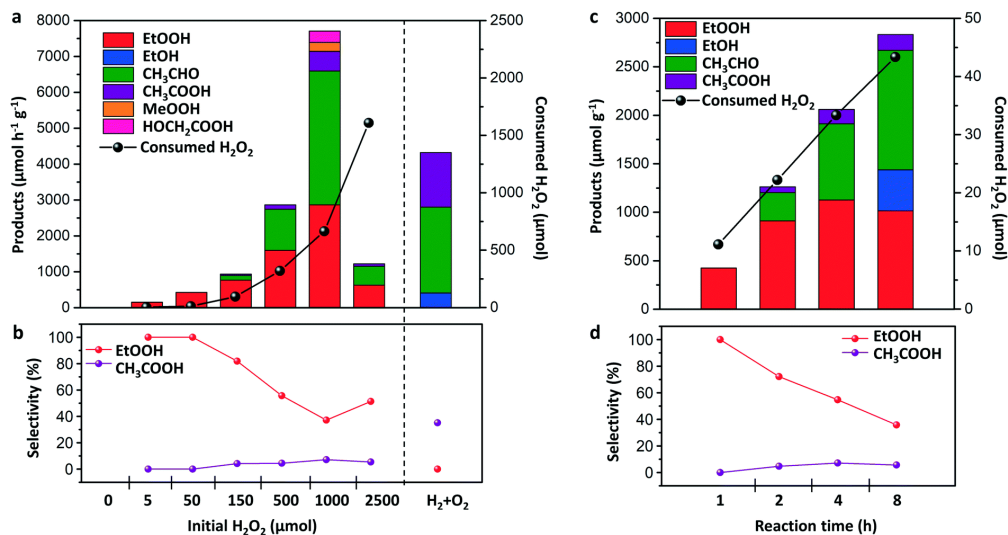 a
8000
7000
6000
5000
4000
3000
2000
1000
0
Products (μmol h⁻¹ g⁻¹)
EtOOH
EtOH
CH₃CHO
CH₃COOH
MeOOH
HOCH₂COOH
Consumed H₂O₂
2500
2000
1500
1000
500
0
Consumed H₂O₂
(μmol)
b
100
80
60
40
20
0
Selectivity (%)
EtOOH
CH₃COOH
0 5 50 150 500 1000 2500 H₂+O₂
Initial H₂O₂ (μmol)
c
3000
2500
2000
1500
1000
500
0
Products (μmol g⁻¹)
EtOOH
EtOH
CH₃CHO
CH₃COOH
Consumed H₂O₂
50
40
30
20
10
0
Consumed H₂O₂
(μmol)
d
100
80
60
40
20
0
Selectivity (%)
EtOOH
CH₃COOH
1 2 4 8
Reaction time (h)